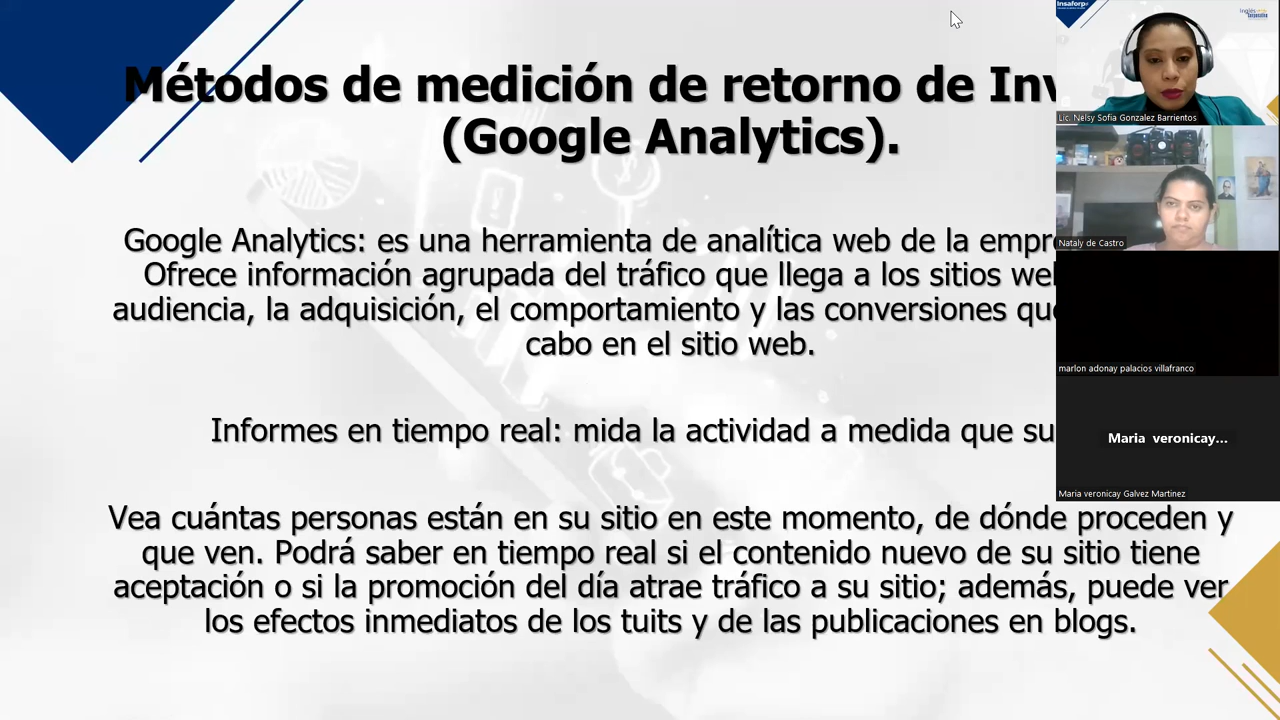 Métodos de medición de retorno de Inv
(Google Analytics).
Google Analytics: es una herramienta de analítica web de la empr
Ofrece información agrupada del tráfico que llega a los sitios we
audiencia, la adquisición, el comportamiento y las conversiones que
cabo en el sitio web.
Informes en tiempo real: mida la actividad a medida que su
Vea cuántas personas están en su sitio en este momento, de dónde proceden y
que ven. Podrá saber en tiempo real si el contenido nuevo de su sitio tiene
aceptación o si la promoción del día atrae tráfico a su sitio; además, puede ver
los efectos inmediatos de los tuits y de las publicaciones en blogs.
Insaforp
Lic. Nelsy Sofia Gonzalez Barrientos
Nataly de Castro
marlon adonay palacios villafranco
Maria veronicay...
Maria veronicay Galvez Martinez